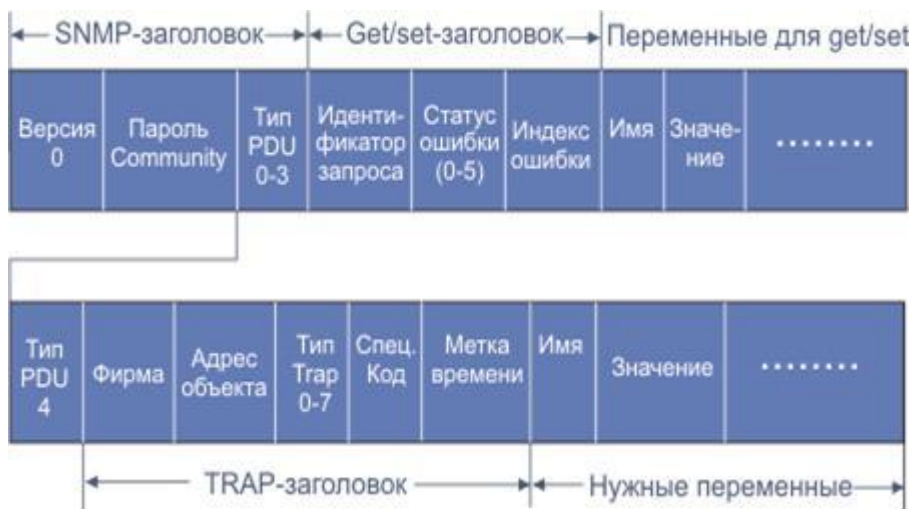 SNMP-заголовок Get/set-заголовок Переменные для get/set
Версия
0
Пароль
Community
Тип
PDU
0-3
Иденти-
фикатор
запроса
Статус
ошибки
(0-5)
Индекс
ошибки
Имя
Значе-
ние
........
Тип
PDU
4
Фирма
Адрес
объекта
Тип
Trap
0-7
Спец.
Код
Метка
времени
Имя
Значение
........
TRAP-заголовок Нужные переменные